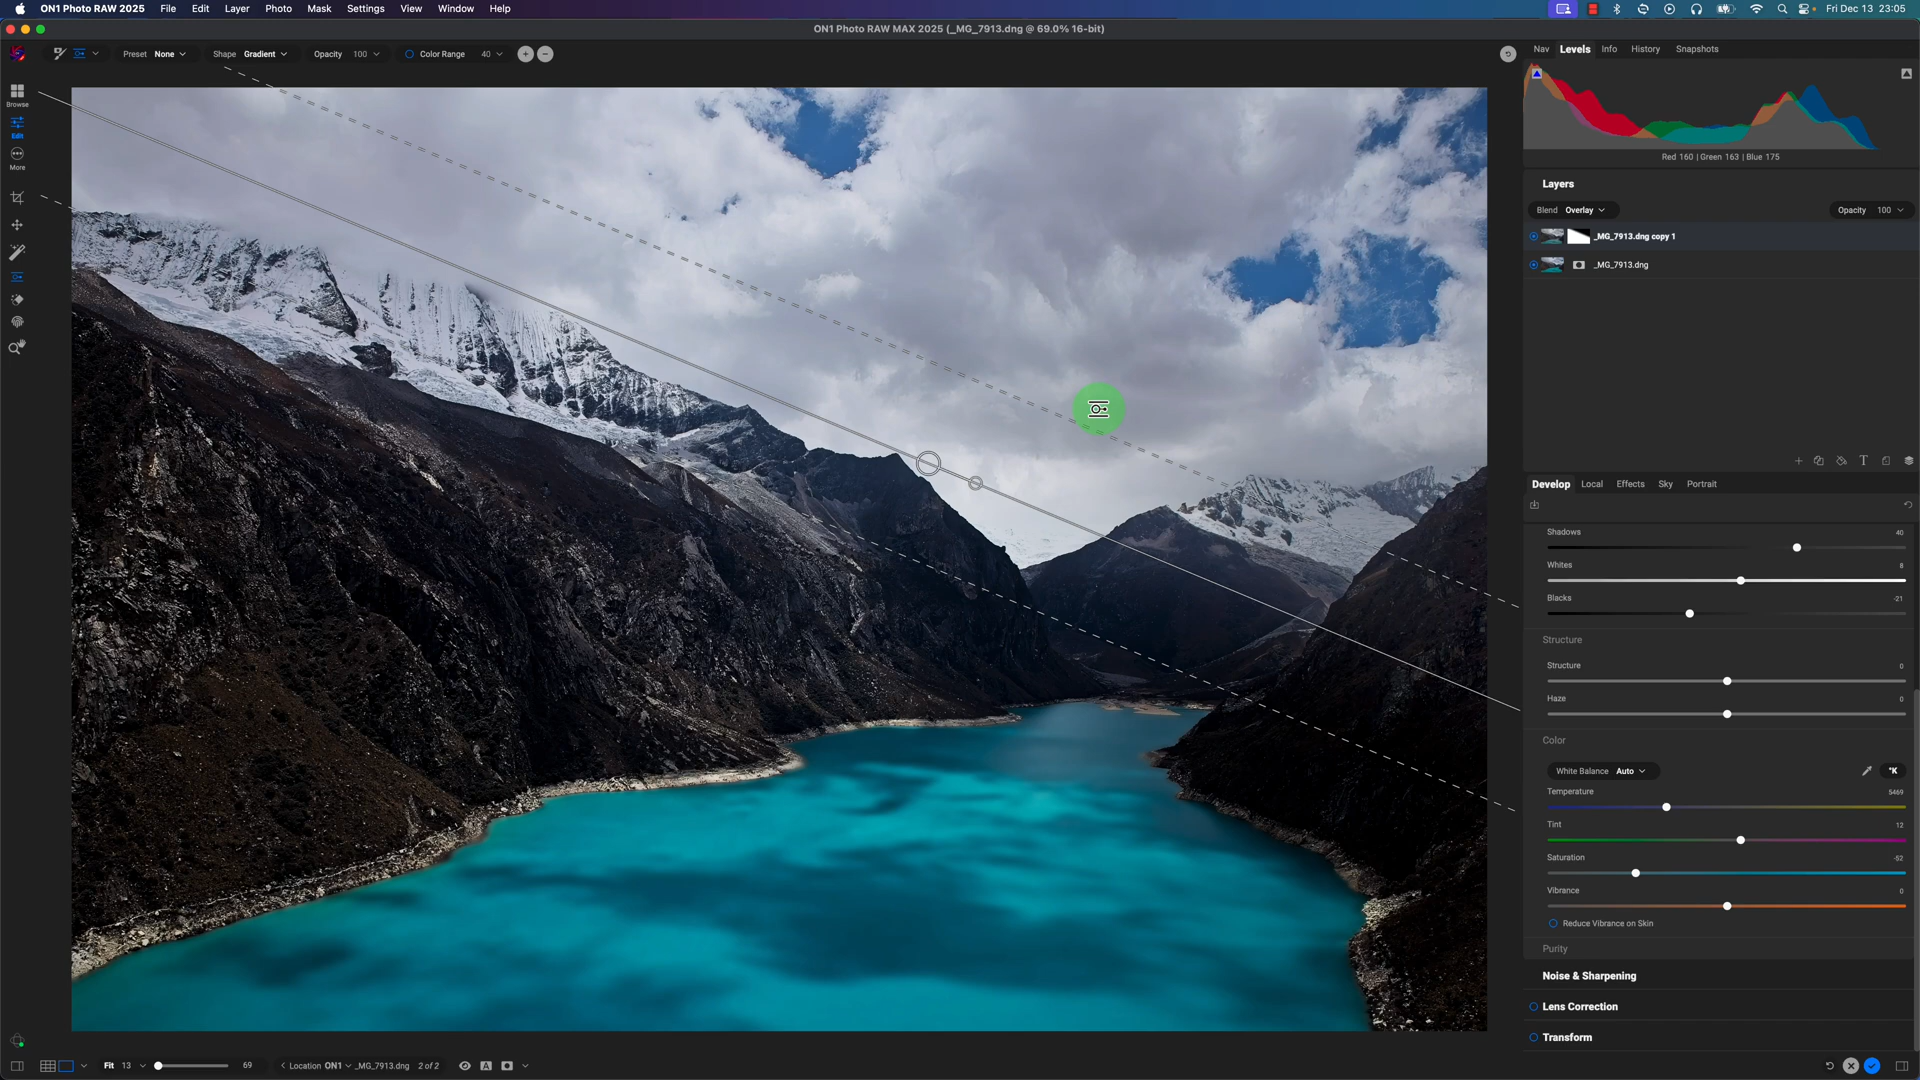 ON1 Photo RAW 2025 File Edit Layer Photo Mask Settings View Window Help Fri Dec 13 23:05
ON1 Photo RAW MAX 2025 (_MG_7913.dng @ 69.0% 16-bit)
Preset None Shape Gradient Opacity 100 Color Range 40
Nav Levels Info History Snapshots
Browse
Edit
More
Red 160 | Green 163 | Blue 175
Layers
Blend Overlay Opacity 100
_MG_7913.dng copy 1
_MG_7913.dng
T
Develop Local Effects Sky Portrait
Shadows 40
Whites 8
Blacks -21
Structure
Structure 0
Haze 0
Color
White Balance Auto °K
Temperature 5469
Tint 12
Saturation -52
Vibrance 0
Reduce Vibrance on Skin
Purity
Noise & Sharpening
Lens Correction
Transform
Fit 13 69 Location ON1 _MG_7913.dng 2 of 2 A